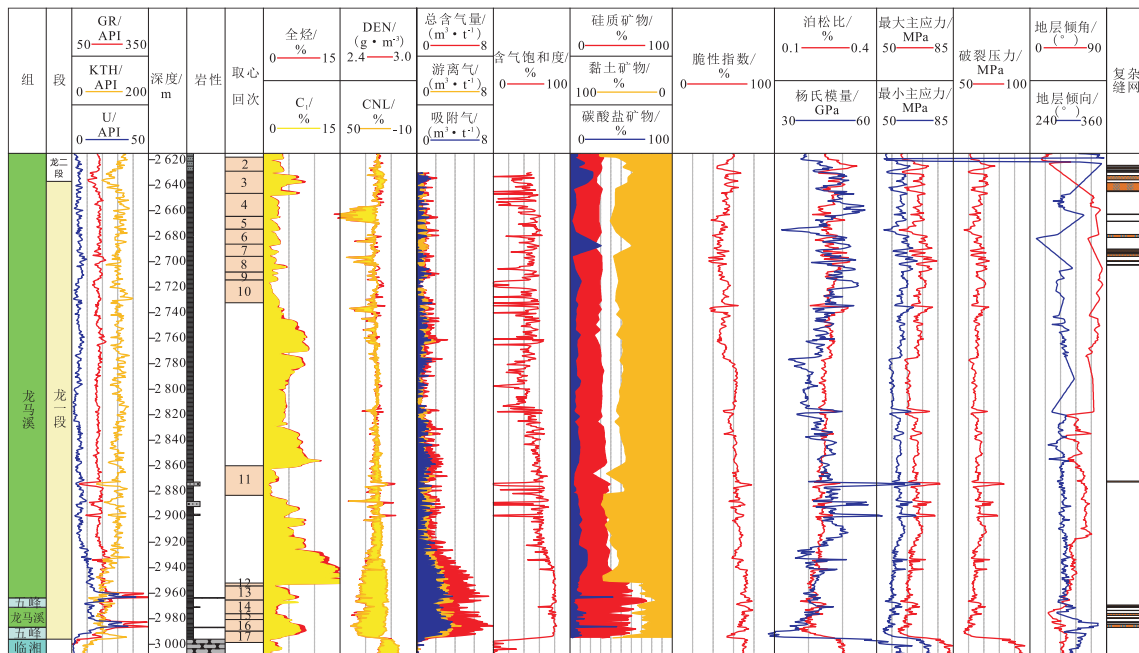 组
段
GR/
API
50 350
KTH/
API
0 200
U/
API
0 50
深度/
m
岩性
取心
回次
全烃/
%
0 15
C₁/
%
0 15
DEN/
(g·m⁻³)
2.4 3.0
CNL/
%
50 -10
总含气量/
(m³·t⁻¹)
0 8
游离气/
(m³·t⁻¹)
0 8
吸附气/
(m³·t⁻¹)
0 8
含气饱和度/
%
0 100
硅质矿物/
%
0 100
黏土矿物/
%
100 0
碳酸盐矿物/
%
0 100
脆性指数/
%
0 100
泊松比/
0.1 0.4
杨氏模量/
GPa
30 60
最大主应力/
MPa
50 85
最小主应力/
MPa
50 85
破裂压力/
MPa
50 100
地层倾角/
(°)
0 90
地层倾向/
(°)
240 360
复杂
缝网
龙马溪
五峰
龙马溪
五峰
临湘
龙二段
龙一段
2 620
2 640
2 660
2 680
2 700
2 720
2 740
2 760
2 780
2 800
2 820
2 840
2 860
2 880
2 900
2 920
2 940
2 960
2 980
3 000
2
3
4
5
6
7
8
9
10
11
12
13
14
15
16
17